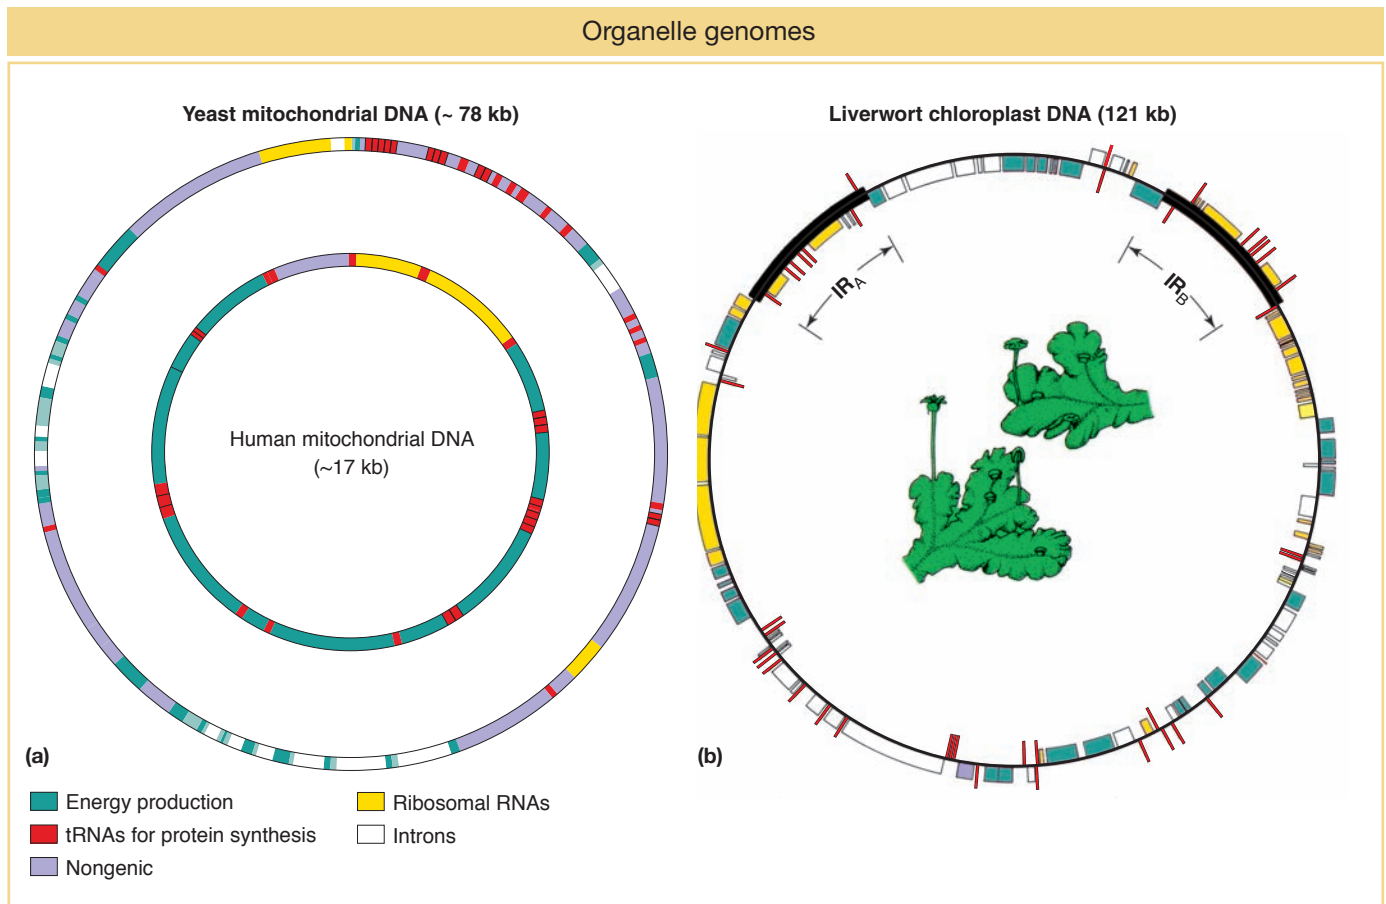 Organelle genomes
Yeast mitochondrial DNA (~ 78 kb)
Human mitochondrial DNA
(~17 kb)
(a)
Liverwort chloroplast DNA (121 kb)
IRA
IRB
(b)
Energy production
tRNAs for protein synthesis
Nongenic
Ribosomal RNAs
Introns